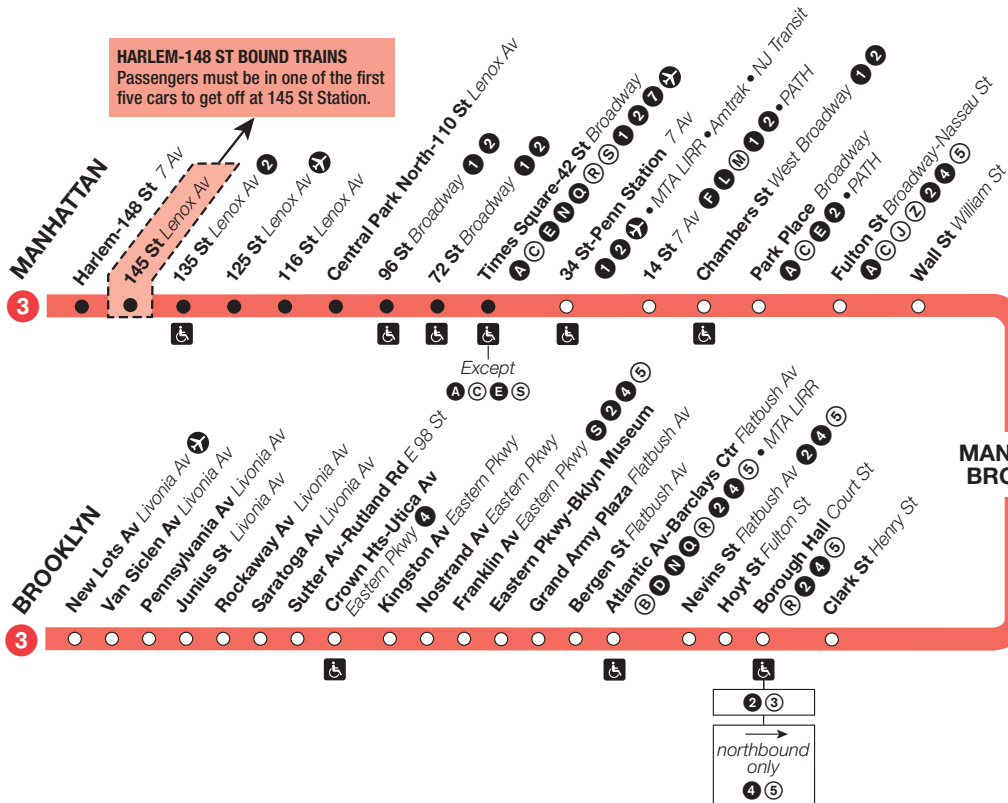 HARLEM-148 ST BOUND TRAINS
Passengers must be in one of the first
five cars to get off at 145 St Station.
MANHATTAN
3
Harlem-148 St 7 Av
145 St Lenox Av
135 St Lenox Av 2
125 St Lenox Av
116 St Lenox Av
Central Park North-110 St Lenox Av
96 St Broadway 1 2
72 St Broadway 1 2
Times Square-42 St Broadway
A C E N Q R S 1 2 7
34 St-Penn Station 7 Av
1 2 • MTA LIRR • Amtrak • NJ Transit
14 St 7 Av F L M 1 2 • PATH
Chambers St West Broadway 1 2
Park Place Broadway
A C E 2 • PATH
Fulton St Broadway-Nassau St
A C J Z 2 4 5
Wall St William St
Except
A C E S
MAN
BRO
BROOKLYN
3
New Lots Av Livonia Av
Van Siclen Av Livonia Av
Pennsylvania Av Livonia Av
Junius St Livonia Av
Rockaway Av Livonia Av
Saratoga Av Livonia Av
Sutter Av-Rutland Rd E 98 St
Crown Hts-Utica Av
Eastern Pkwy 4
Kingston Av Eastern Pkwy
Nostrand Av Eastern Pkwy
Franklin Av Eastern Pkwy S 2 4 5
Eastern Pkwy-Bklyn Museum
Grand Army Plaza Flatbush Av
Bergen St Flatbush Av
Atlantic Av-Barclays Ctr Flatbush Av
B D N Q R 2 4 5 • MTA LIRR
Nevins St Flatbush Av 2 4 5
Hoyt St Fulton St
Borough Hall Court St
R 2 4 5
Clark St Henry St
2 3
northbound
only
4 5